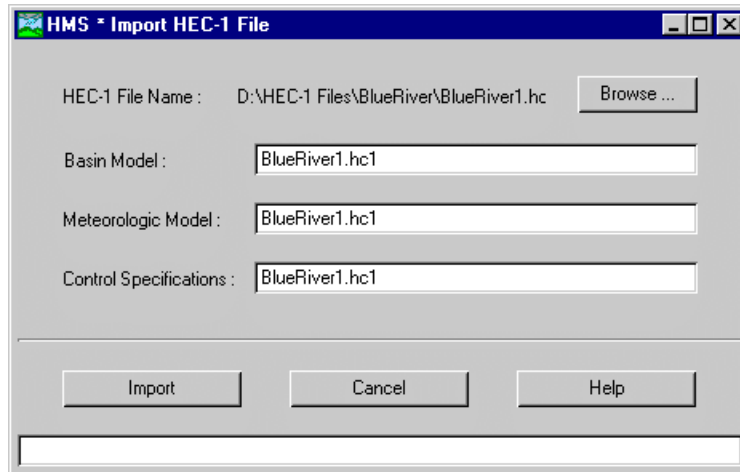 HMS * Import HEC-1 File
HEC-1 File Name : D:\HEC-1 Files\BlueRiver\BlueRiver1.hc Browse ...
Basin Model : BlueRiver1.hc1
Meteorologic Model : BlueRiver1.hc1
Control Specifications : BlueRiver1.hc1
Import Cancel Help